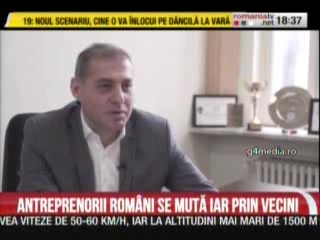 19: NOUL SCENARIU, CINE O VA ÎNLOCUI PE DĂNCILĂ LA VARĂ
romaniatv
.net
18:37
g4media.ro
ANTREPRENORII ROMÂNI SE MUTĂ IAR PRIN VECINI
VEA VITEZE DE 50-60 KM/H, IAR LA ALTITUDINI MAI MARI DE 1500 M